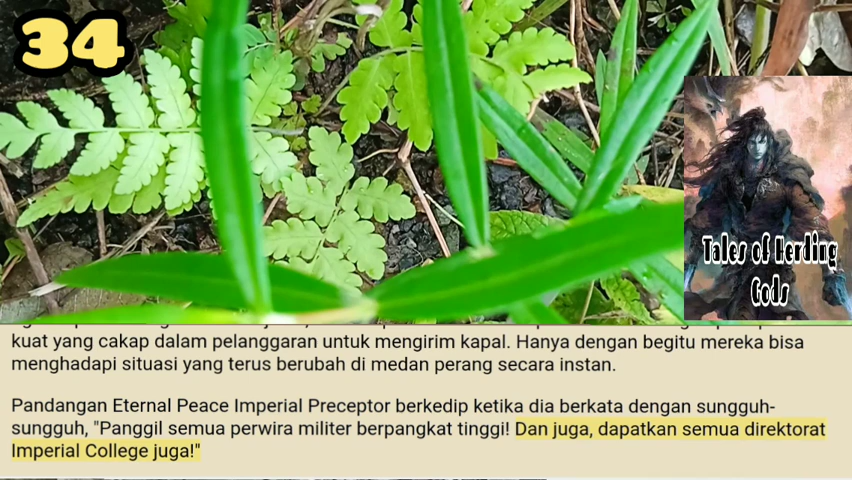 34
Tales of Herding
Gods
kuat yang cakap dalam pelanggaran untuk mengirim kapal. Hanya dengan begitu mereka bisa
menghadapi situasi yang terus berubah di medan perang secara instan.
Pandangan Eternal Peace Imperial Preceptor berkedip ketika dia berkata dengan sungguh-
sungguh, "Panggil semua perwira militer berpangkat tinggi! Dan juga, dapatkan semua direktorat
Imperial College juga!"